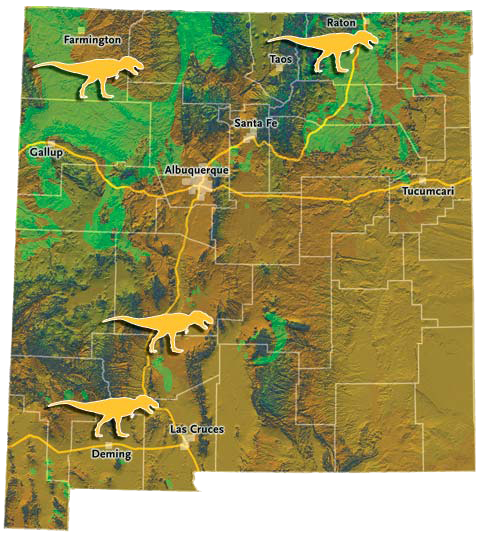 Raton
Farmington
Taos
Santa Fe
Gallup
Albuquerque
Tucumcari
Las Cruces
Deming